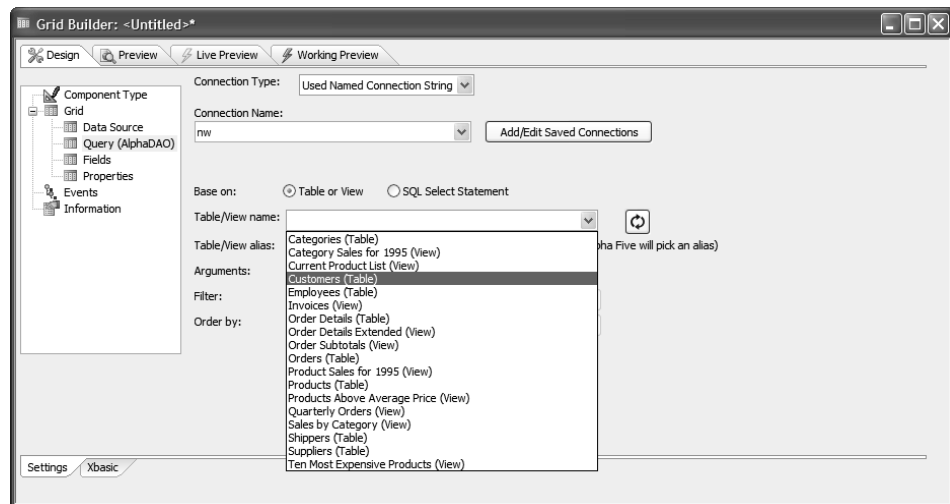 Grid Builder: <Untitled>*
Design Preview Live Preview Working Preview
Component Type
Grid
Data Source
Query (AlphaDAO)
Fields
Properties
Events
Information
Connection Type: Used Named Connection String
Connection Name:
nw Add/Edit Saved Connections
Base on: Table or View SQL Select Statement
Table/View name:
Table/View alias: pha Five will pick an alias)
Arguments:
Filter:
Order by:
Categories (Table)
Category Sales for 1995 (View)
Current Product List (View)
Customers (Table)
Employees (Table)
Invoices (View)
Order Details (Table)
Order Details Extended (View)
Order Subtotals (View)
Orders (Table)
Product Sales for 1995 (View)
Products (Table)
Products Above Average Price (View)
Quarterly Orders (View)
Sales by Category (View)
Shippers (Table)
Suppliers (Table)
Ten Most Expensive Products (View)
Settings Xbasic